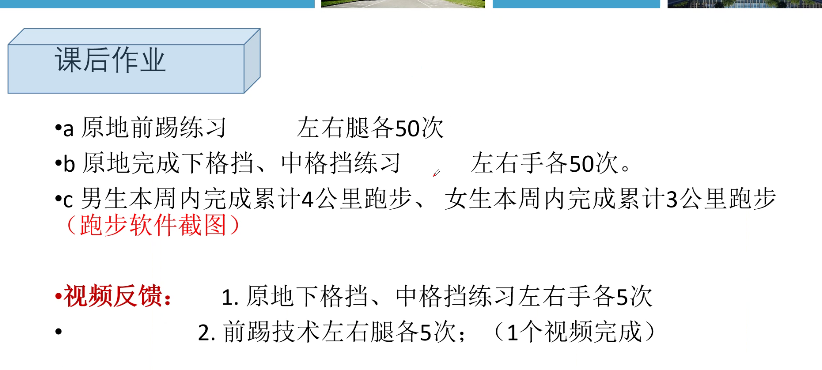 课后作业
•a 原地前踢练习 左右腿各50次
•b 原地完成下格挡、中格挡练习 左右手各50次。
•c 男生本周内完成累计4公里跑步、 女生本周内完成累计3公里跑步
（跑步软件截图）
•视频反馈： 1. 原地下格挡、中格挡练习左右手各5次
• 2. 前踢技术左右腿各5次；（1个视频完成）